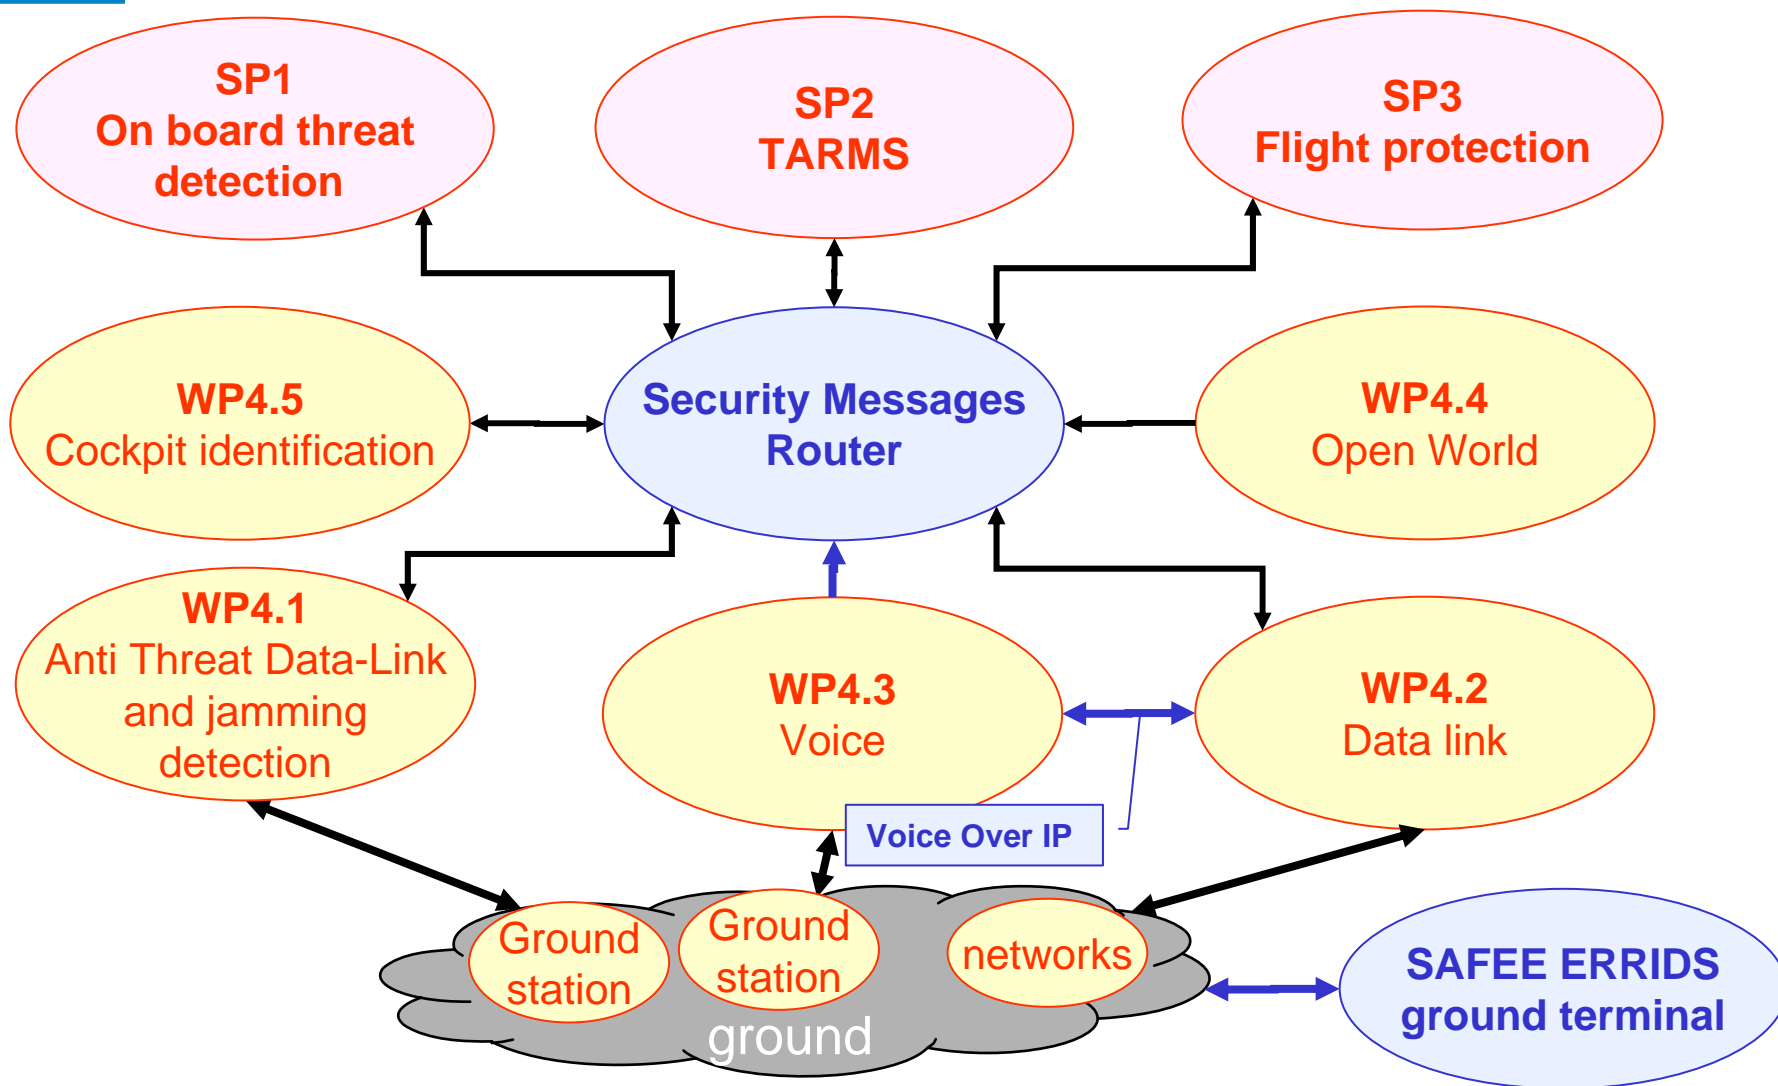 SP1
On board threat
detection
SP2
TARMS
SP3
Flight protection
WP4.5
Cockpit identification
Security Messages
Router
WP4.4
Open World
WP4.1
Anti Threat Data-Link
and jamming
detection
WP4.3
Voice
WP4.2
Data link
Voice Over IP
Ground
station
Ground
station
networks
ground
SAFEE ERRIDS
ground terminal